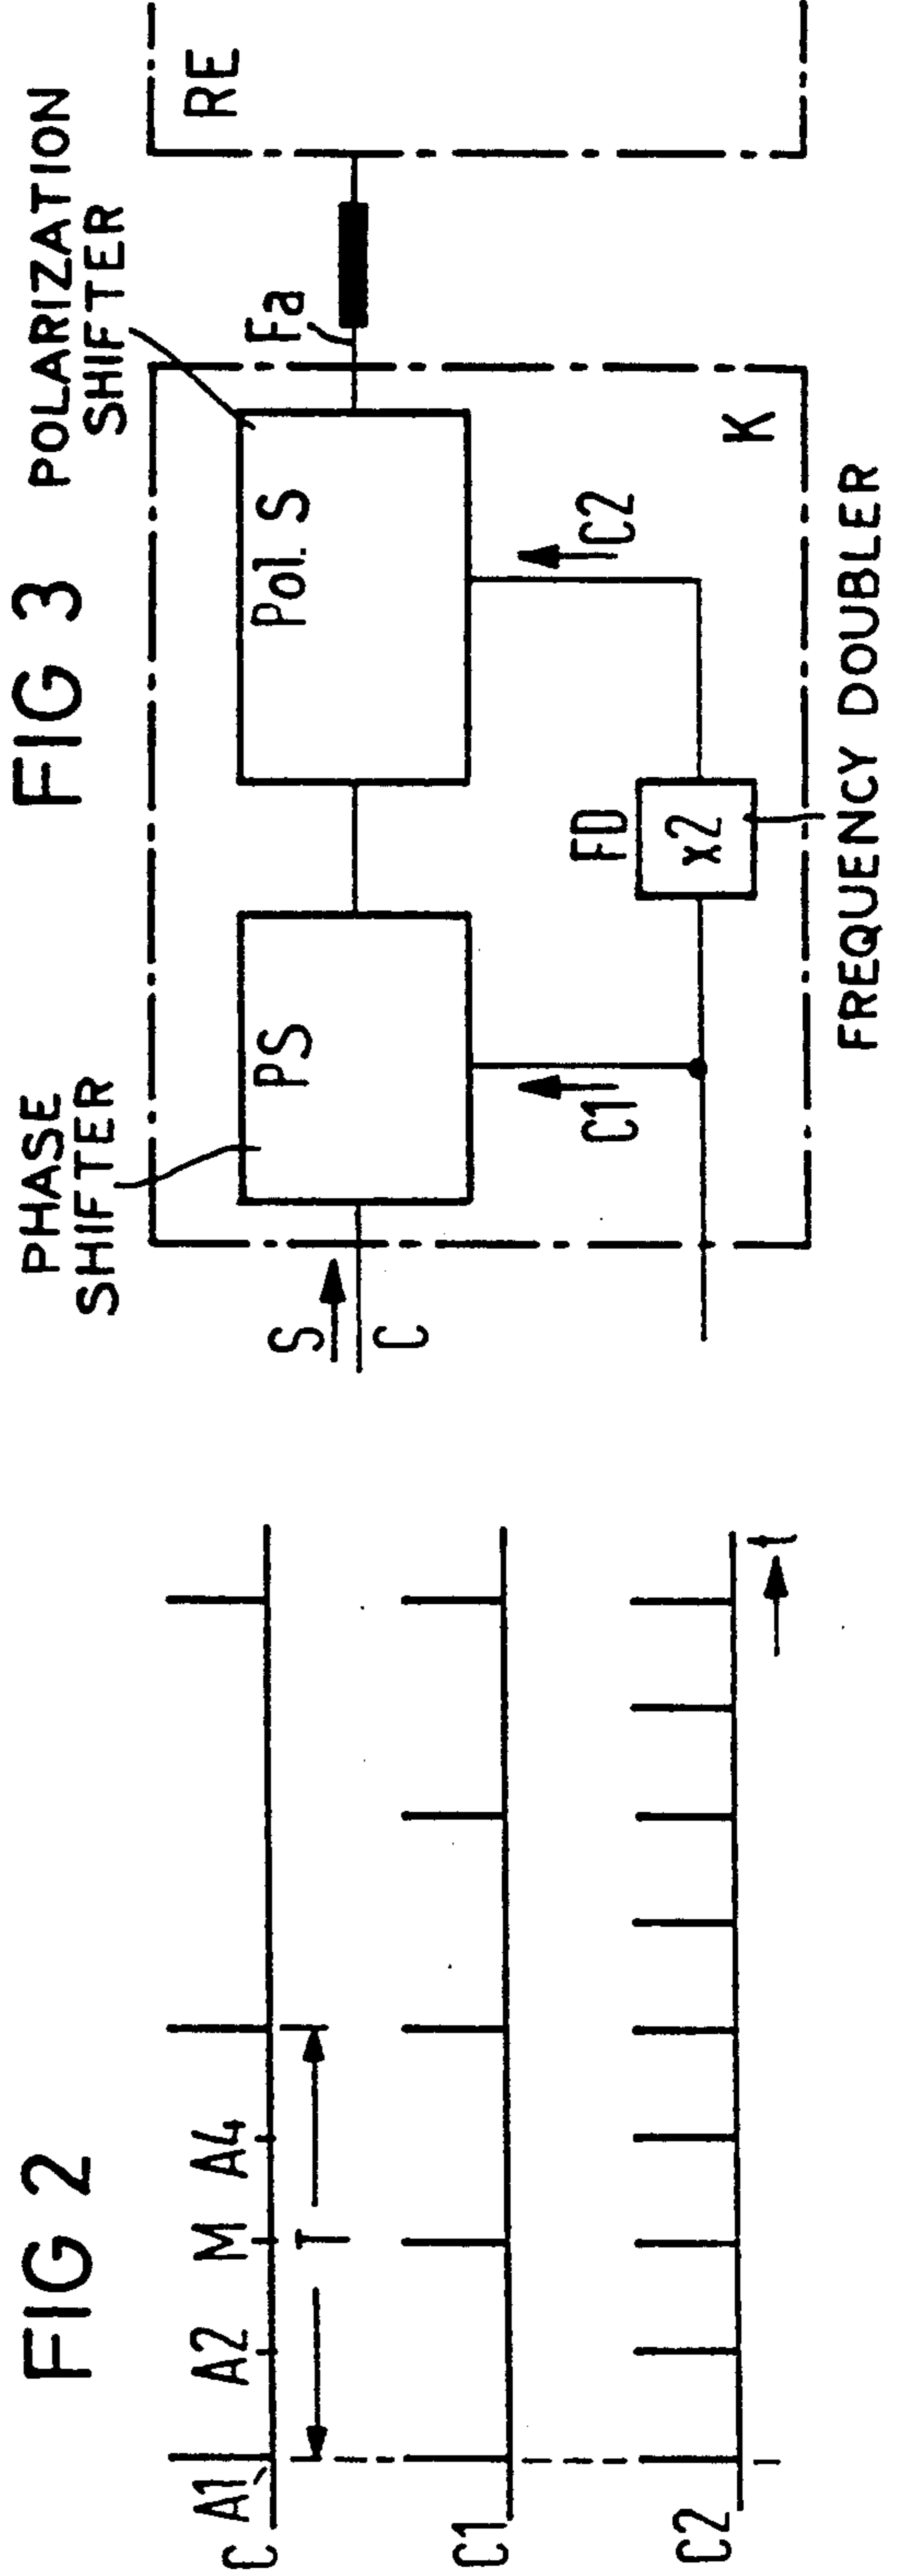 FIG 2
A1 A2 M A4
C
T
C1
C2
t
FIG 3
PHASE
SHIFTER
POLARIZATION
SHIFTER
S
C
PS
Pol. S
Fa
RE
C1
C2
FD
x2
K
FREQUENCY DOUBLER